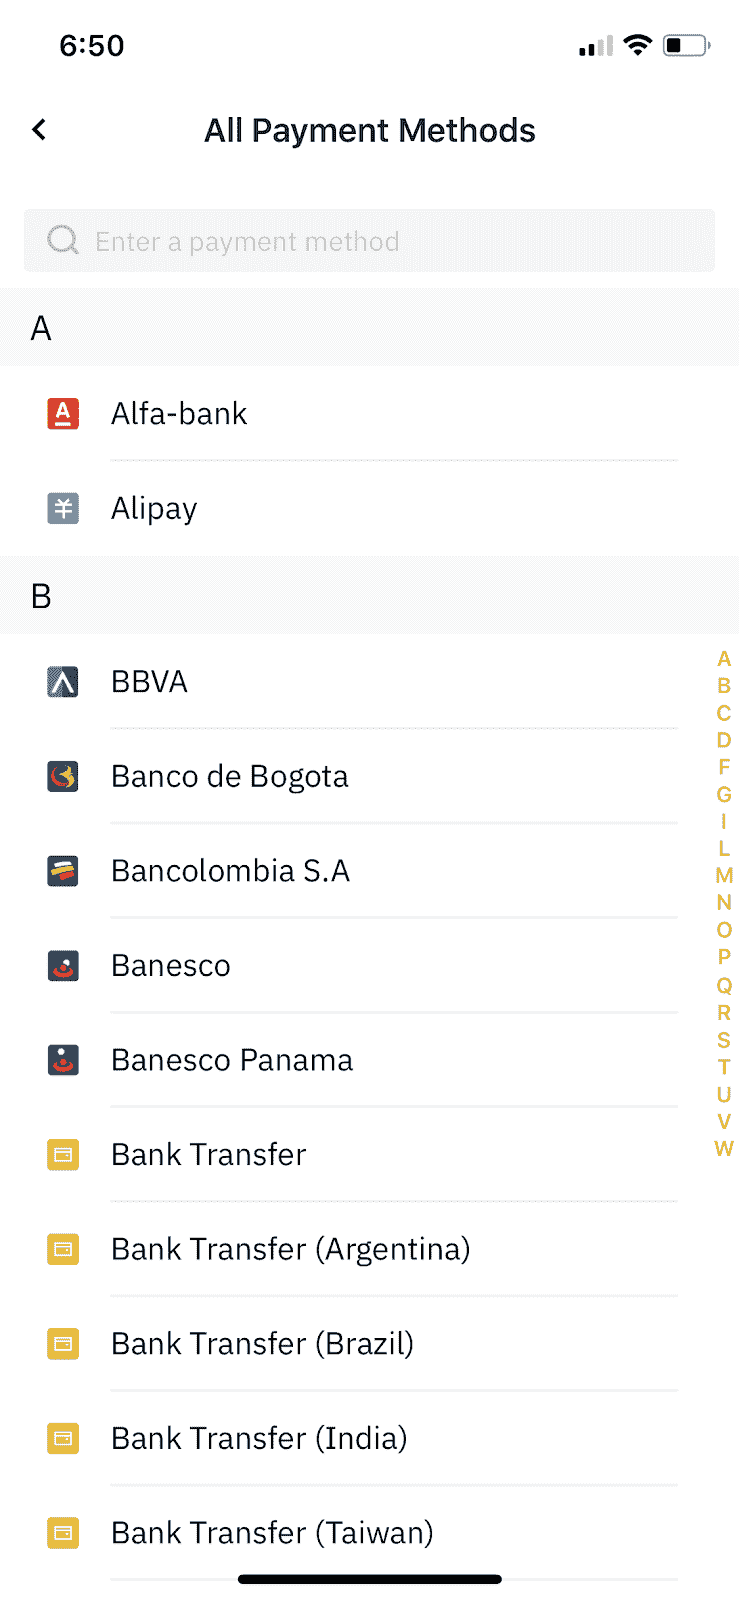 6:50
All Payment Methods
Enter a payment method
A
Alfa-bank
Alipay
B
BBVA
Banco de Bogota
Bancolombia S.A
Banesco
Banesco Panama
Bank Transfer
Bank Transfer (Argentina)
Bank Transfer (Brazil)
Bank Transfer (India)
Bank Transfer (Taiwan)
A
B
C
D
F
G
I
L
M
N
O
P
Q
R
S
T
U
V
W